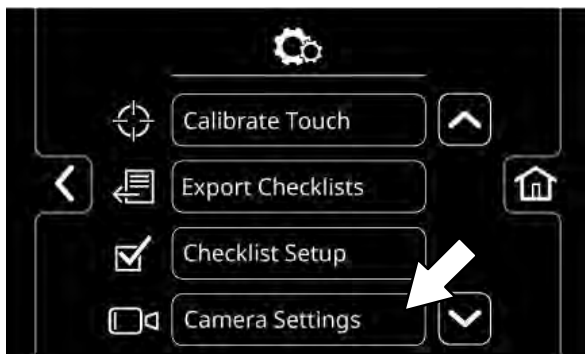 Calibrate Touch
Export Checklists
Checklist Setup
Camera Settings